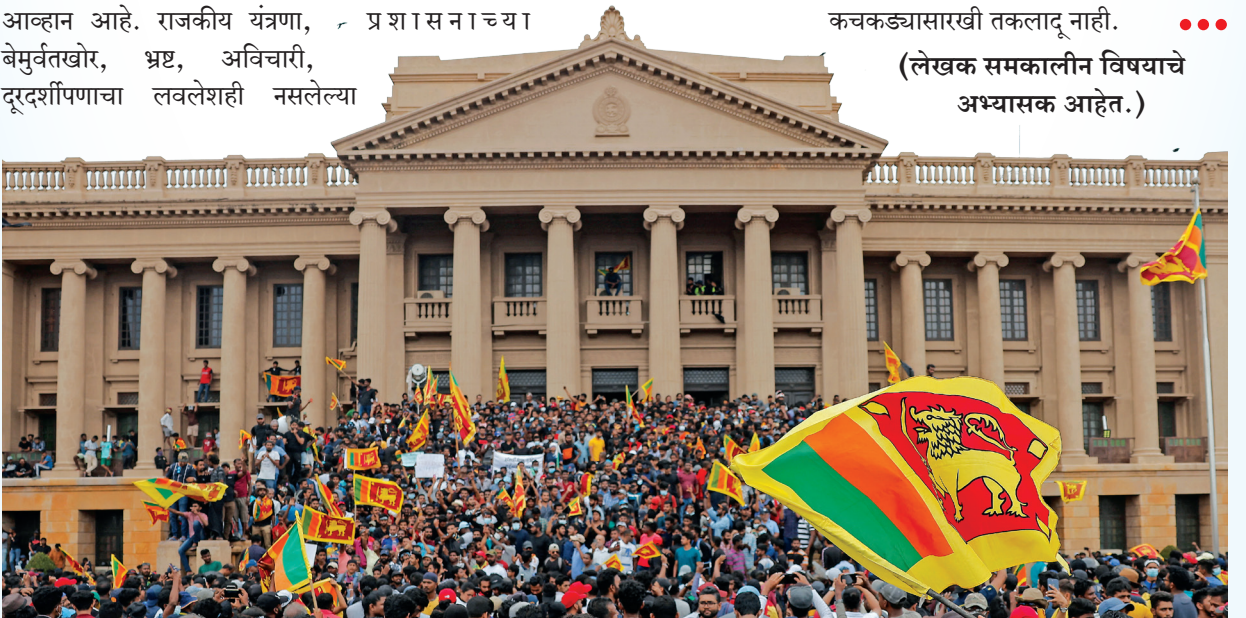 आव्हान आहे. राजकीय यंत्रणा, प्रशासनाच्या
बेमुर्वतखोर, भ्रष्ट, अविचारी,
दूरदर्शीपणाचा लवलेशही नसलेल्या
कचकड्यासारखी तकलादू नाही.
(लेखक समकालीन विषयाचे
अभ्यासक आहेत.)